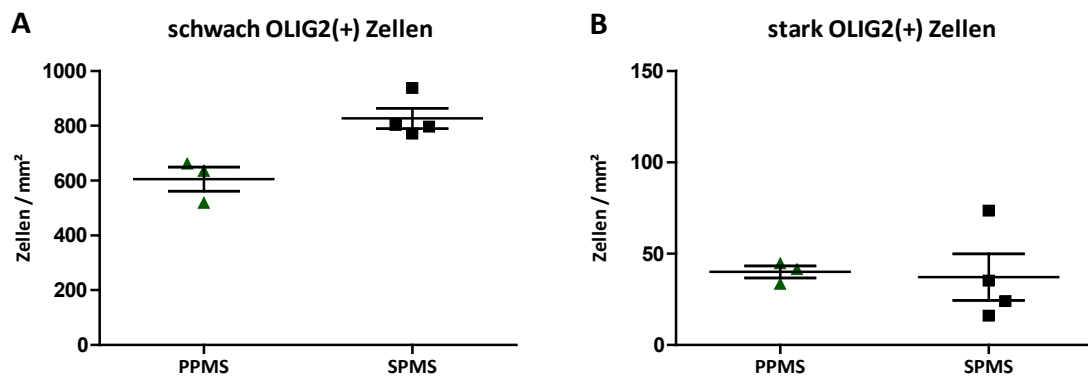 A
schwach OLIG2(+) Zellen
Zellen / mm²
1000
800
600
400
200
0
PPMS
SPMS
B
stark OLIG2(+) Zellen
Zellen / mm²
150
100
50
0
PPMS
SPMS